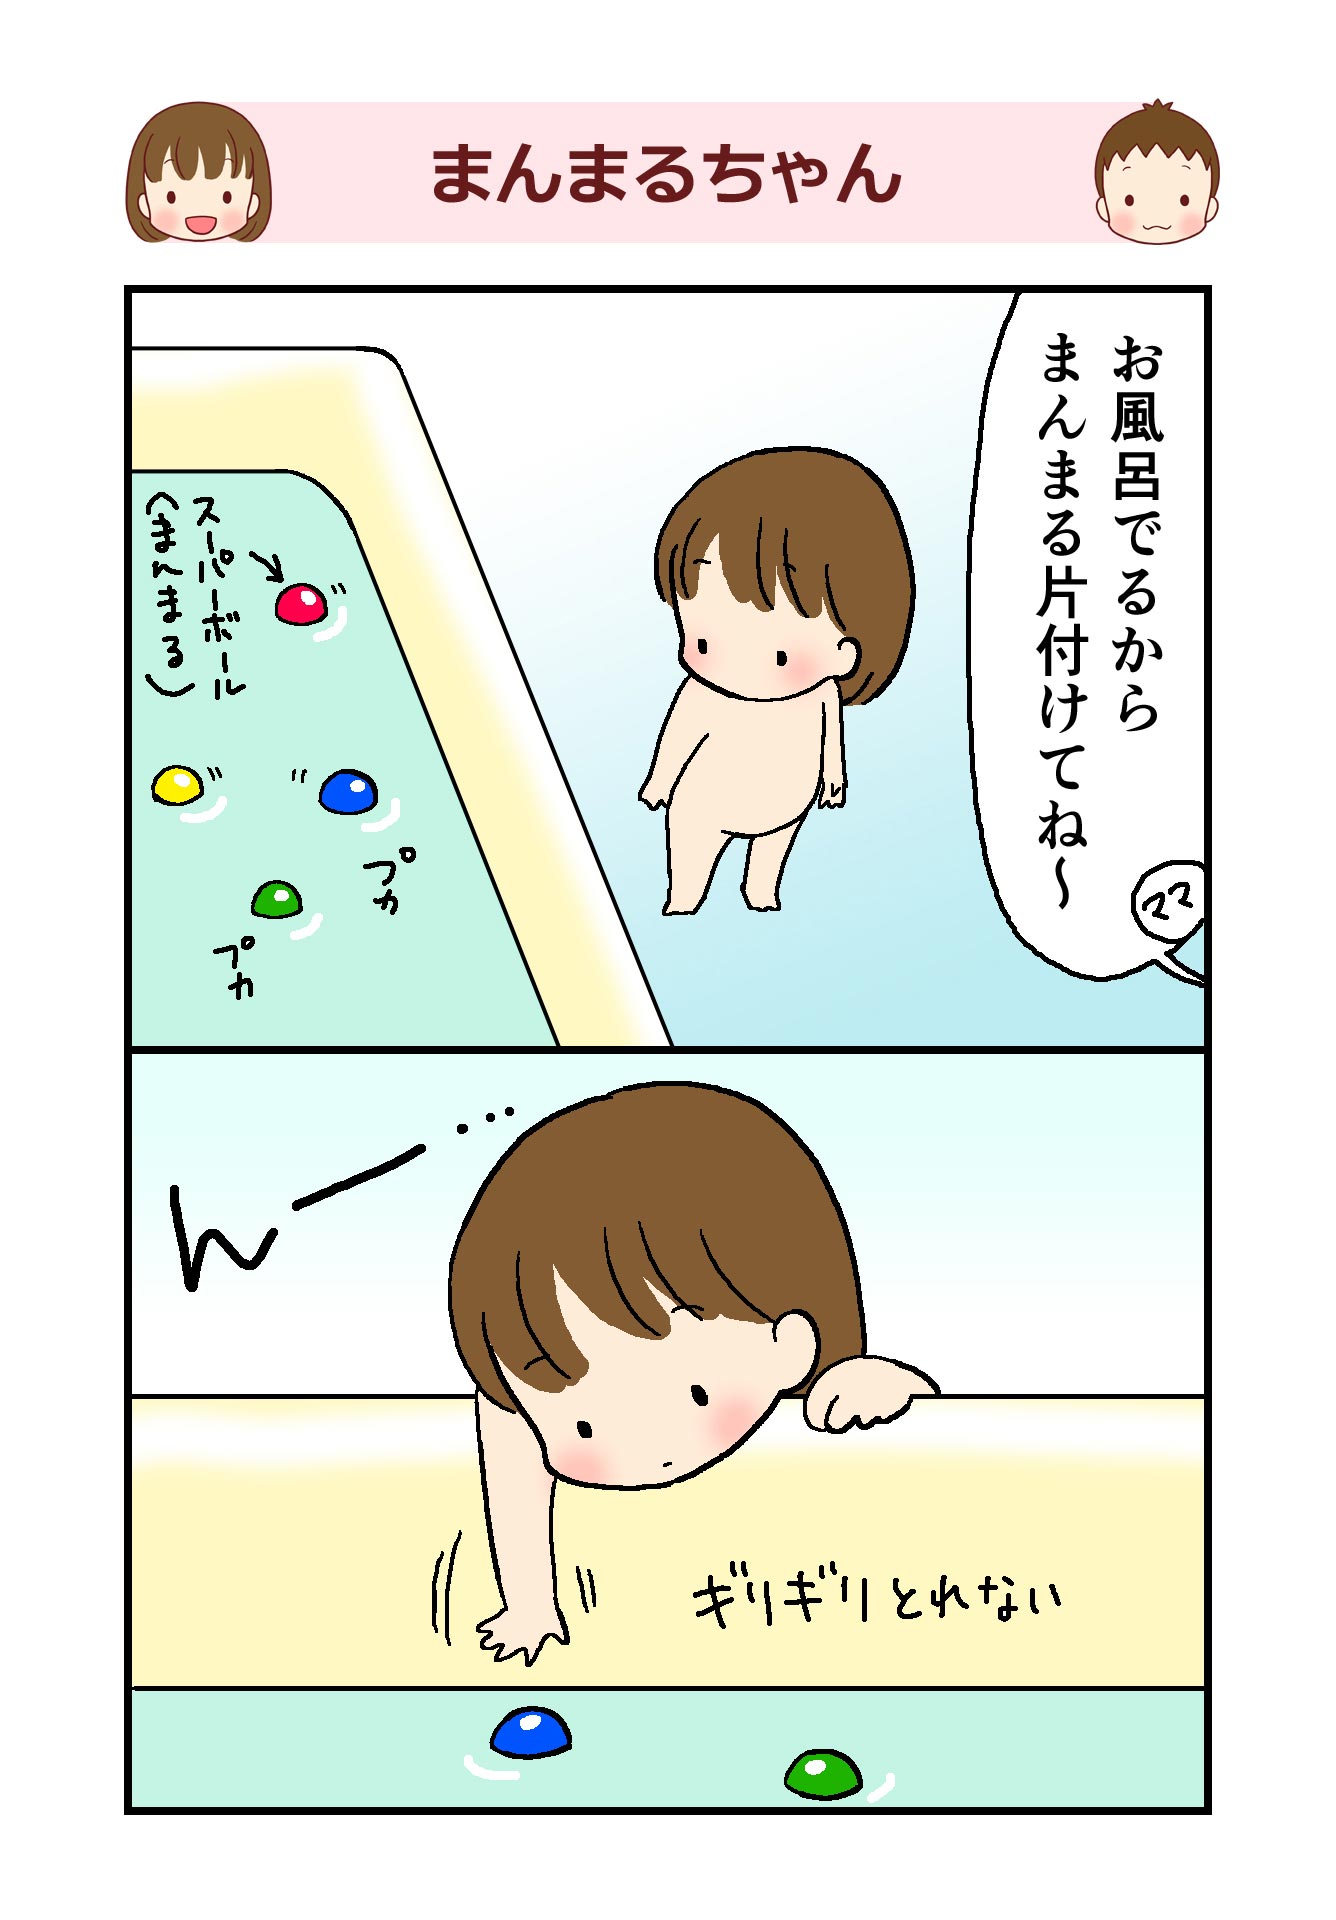 まんまるちゃん
お風呂でるから
まんまる片付けてね〜
ママ
スーパーボール
(まんまる)
プカ
プカ
んー…
ギリギリとれない